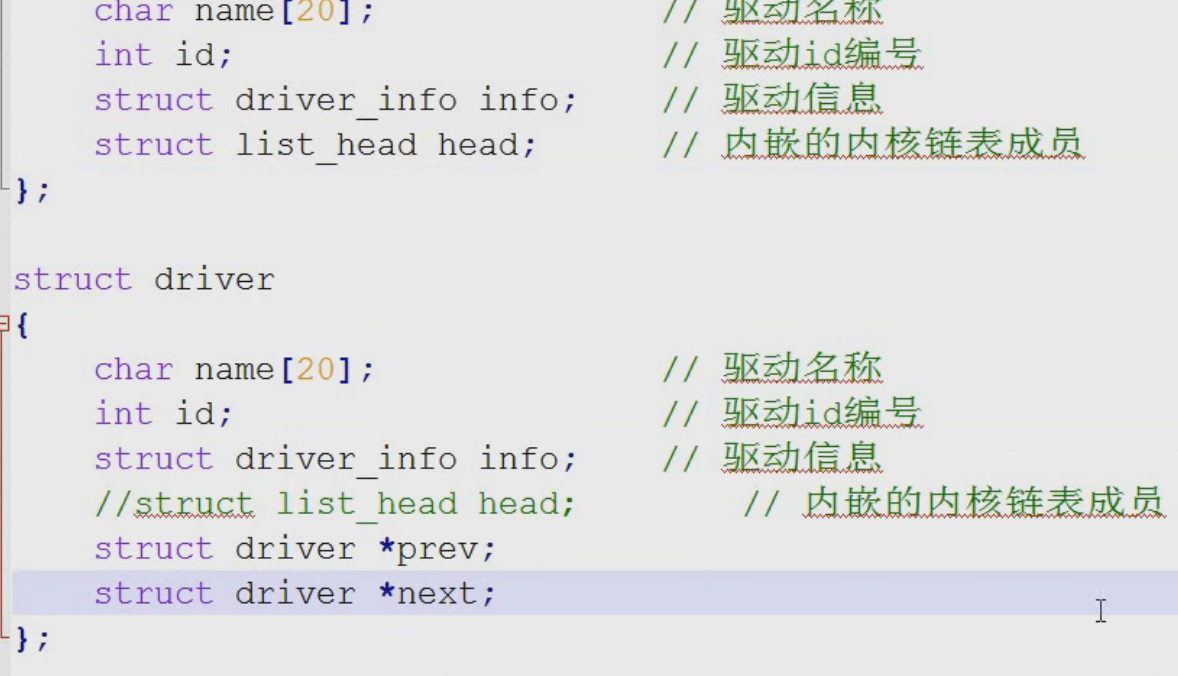 char name[20]; // 驱动名称
int id; // 驱动id编号
struct driver_info info; // 驱动信息
struct list_head head; // 内嵌的内核链表成员
};
struct driver
{
char name[20]; // 驱动名称
int id; // 驱动id编号
struct driver_info info; // 驱动信息
//struct list_head head; // 内嵌的内核链表成员
struct driver *prev;
struct driver *next;
};